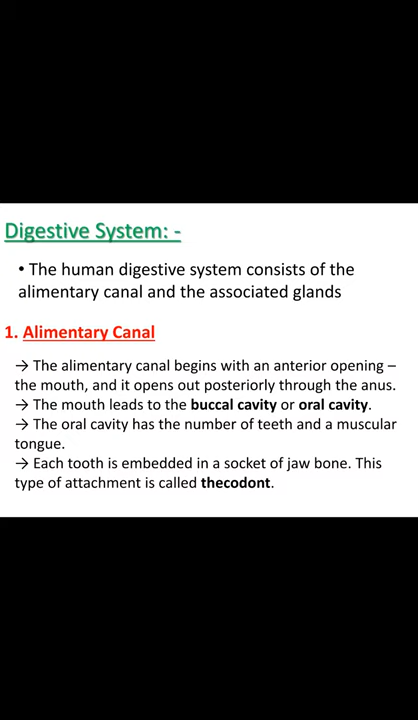 Digestive System: -
• The human digestive system consists of the
alimentary canal and the associated glands
1. Alimentary Canal
→ The alimentary canal begins with an anterior opening –
the mouth, and it opens out posteriorly through the anus.
→ The mouth leads to the buccal cavity or oral cavity.
→ The oral cavity has the number of teeth and a muscular
tongue.
→ Each tooth is embedded in a socket of jaw bone. This
type of attachment is called thecodont.